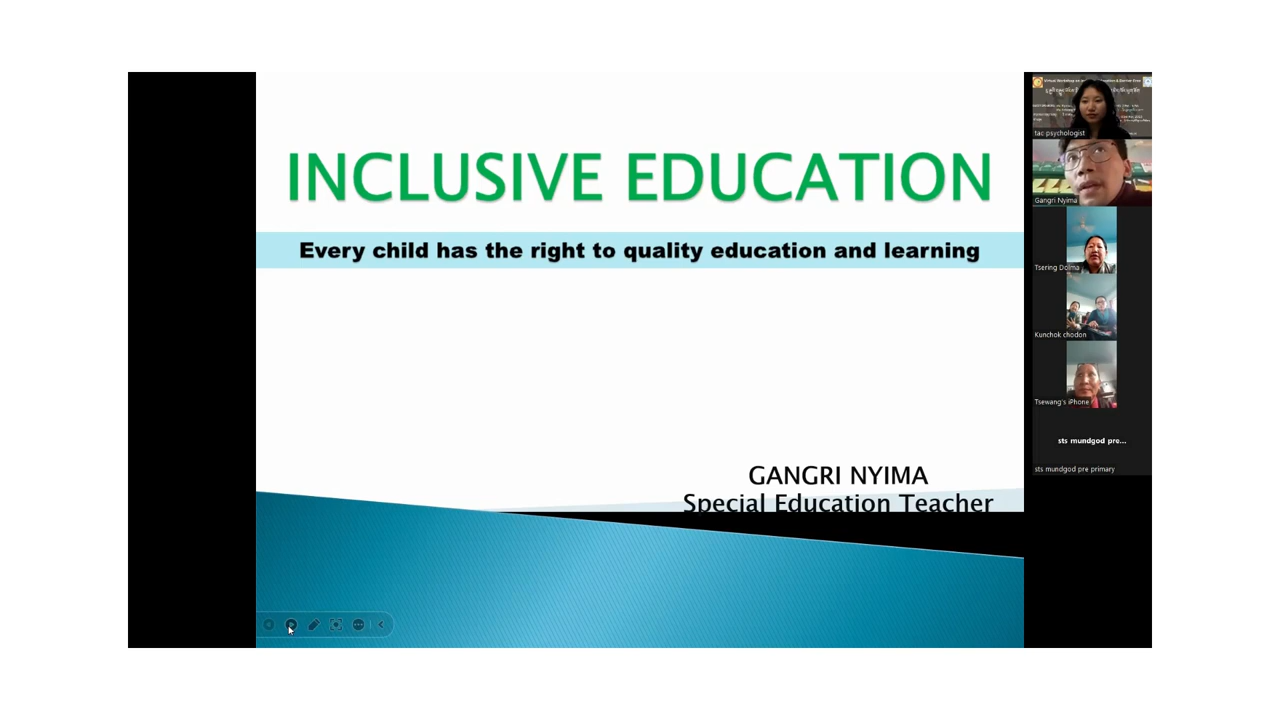 INCLUSIVE EDUCATION
Every child has the right to quality education and learning
GANGRI NYIMA
Special Education Teacher
tac psychologist
Gangri Nyima
Tsering Dolma
Kunchok chodon
Tsewang's iPhone
sts mundgod pre...
sts mundgod pre primary